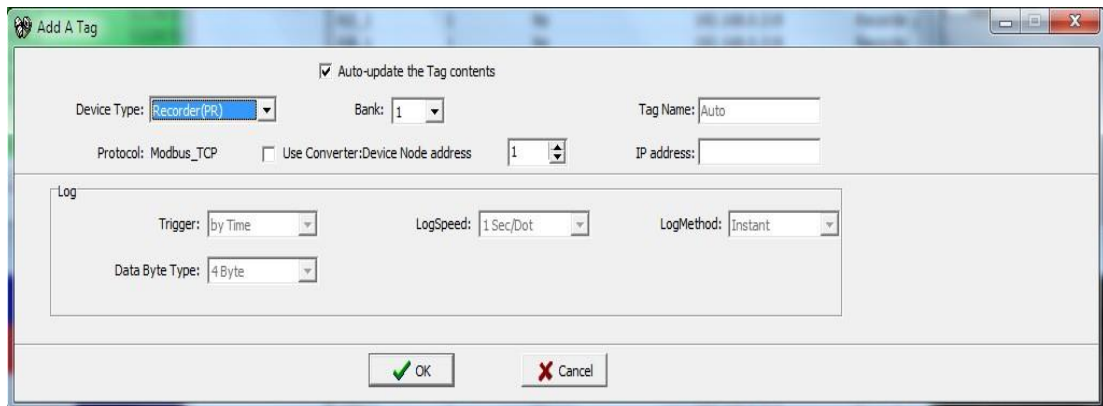 Add A Tag
Auto-update the Tag contents
Device Type: Recorder(PR) Bank: 1 Tag Name: Auto
Protocol: Modbus_TCP Use Converter:Device Node address 1 IP address:
Log
Trigger: by Time LogSpeed: 1 Sec/Dot LogMethod: Instant
Data Byte Type: 4 Byte
OK Cancel